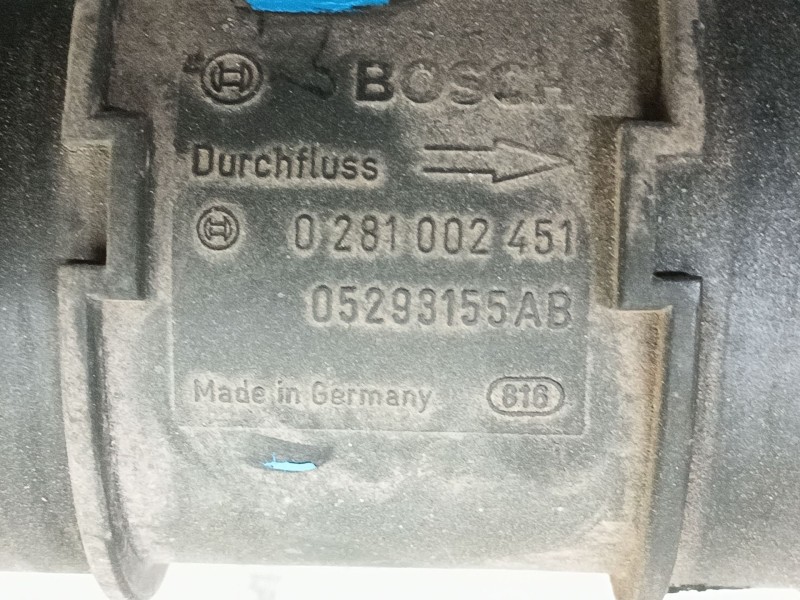 BOSCH
Durchfluss
0 281 002 451
05293155AB
Made in Germany 816